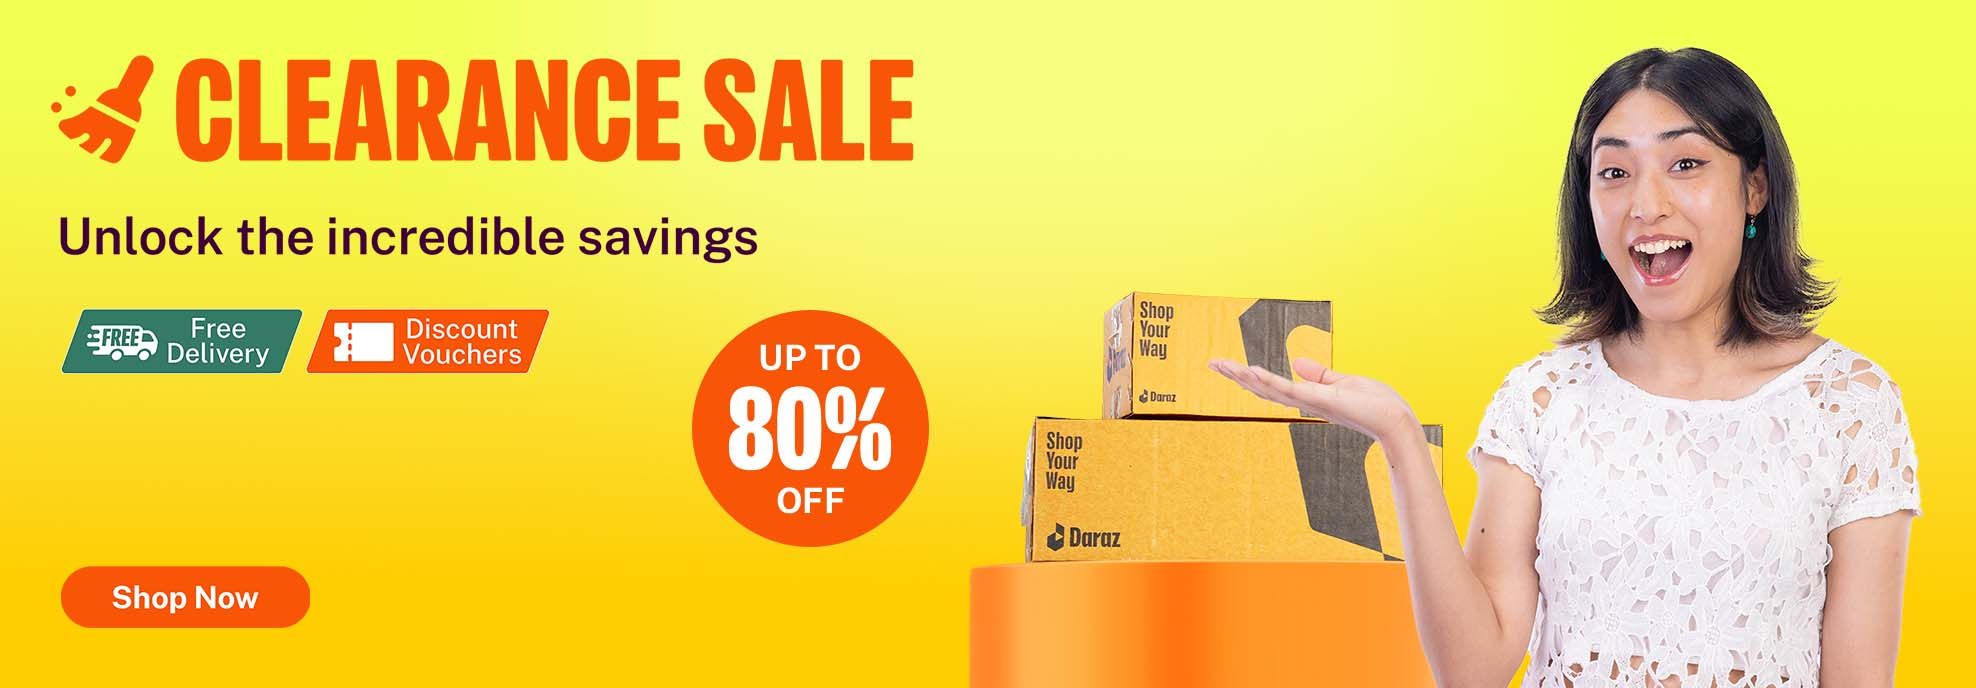 CLEARANCE SALE
Unlock the incredible savings
FREE
Free
Delivery
Discount
Vouchers
UP TO
80%
OFF
Shop
Your
Way
Daraz
Shop
Your
Way
Daraz
Shop Now